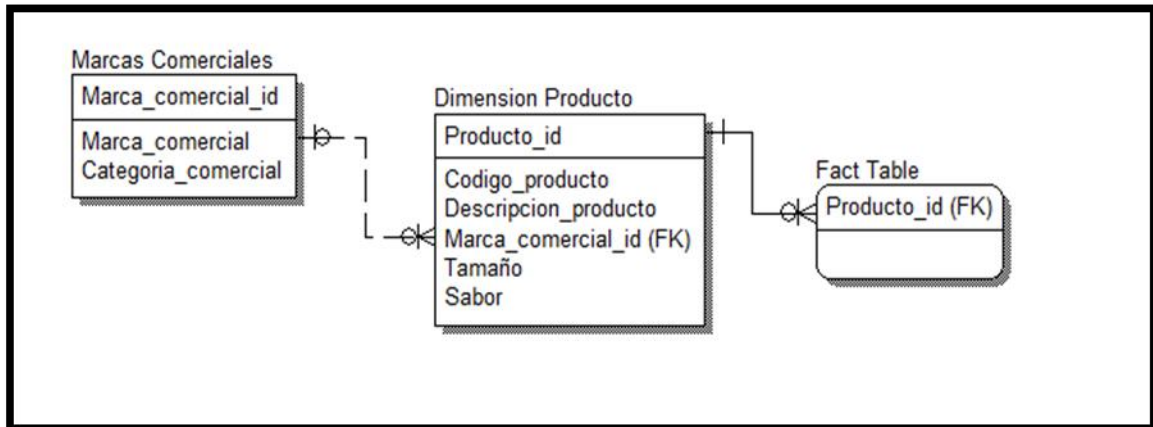 Marcas Comerciales
Marca_comercial_id
Marca_comercial
Categoria_comercial
Dimension Producto
Producto_id
Codigo_producto
Descripcion_producto
Marca_comercial_id (FK)
Tamaño
Sabor
Fact Table
Producto_id (FK)